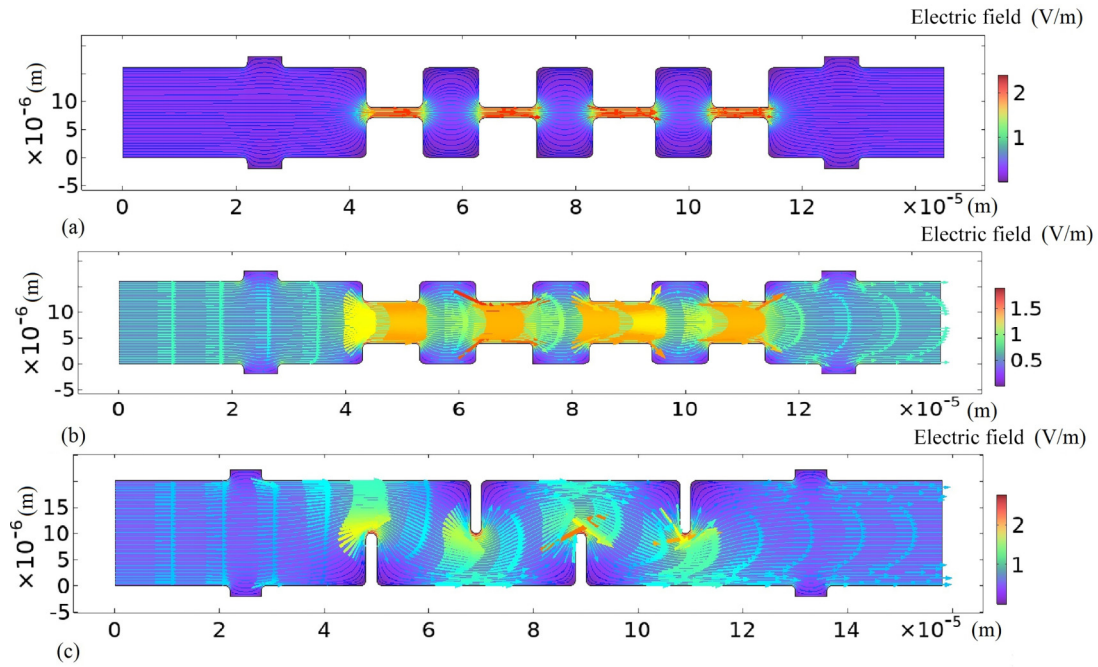 Electric field (V/m)
×10⁻⁶ (m)
10
5
0
-5
2
1
0 2 4 6 8 10 ×10⁻⁵ (m)
(a)
Electric field (V/m)
×10⁻⁶ (m)
15
10
5
0
-5
1.5
1
0.5
0 2 4 6 8 10 12 ×10⁻⁵ (m)
(b)
Electric field (V/m)
×10⁻⁶ (m)
15
10
5
0
-5
2
1
0 2 4 6 8 10 12 14 ×10⁻⁵ (m)
(c)